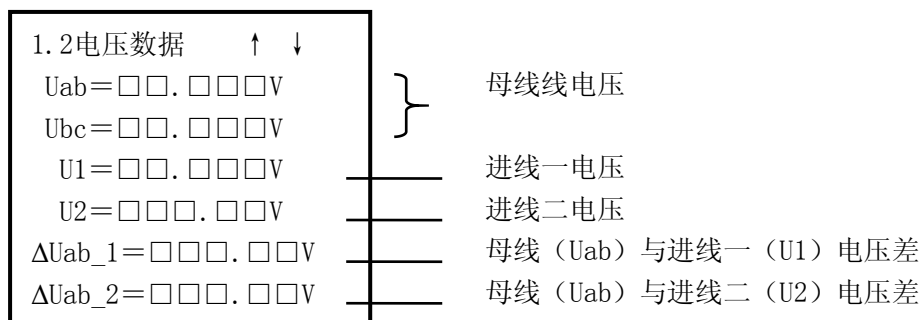 1.2电压数据 ↑ ↓
Uab＝□□.□□□V
母线线电压
Ubc＝□□.□□□V
U1＝□□.□□□V 进线一电压
U2＝□□□.□□V 进线二电压
ΔUab_1＝□□□.□□V 母线（Uab）与进线一（U1）电压差
ΔUab_2＝□□□.□□V 母线（Uab）与进线二（U2）电压差